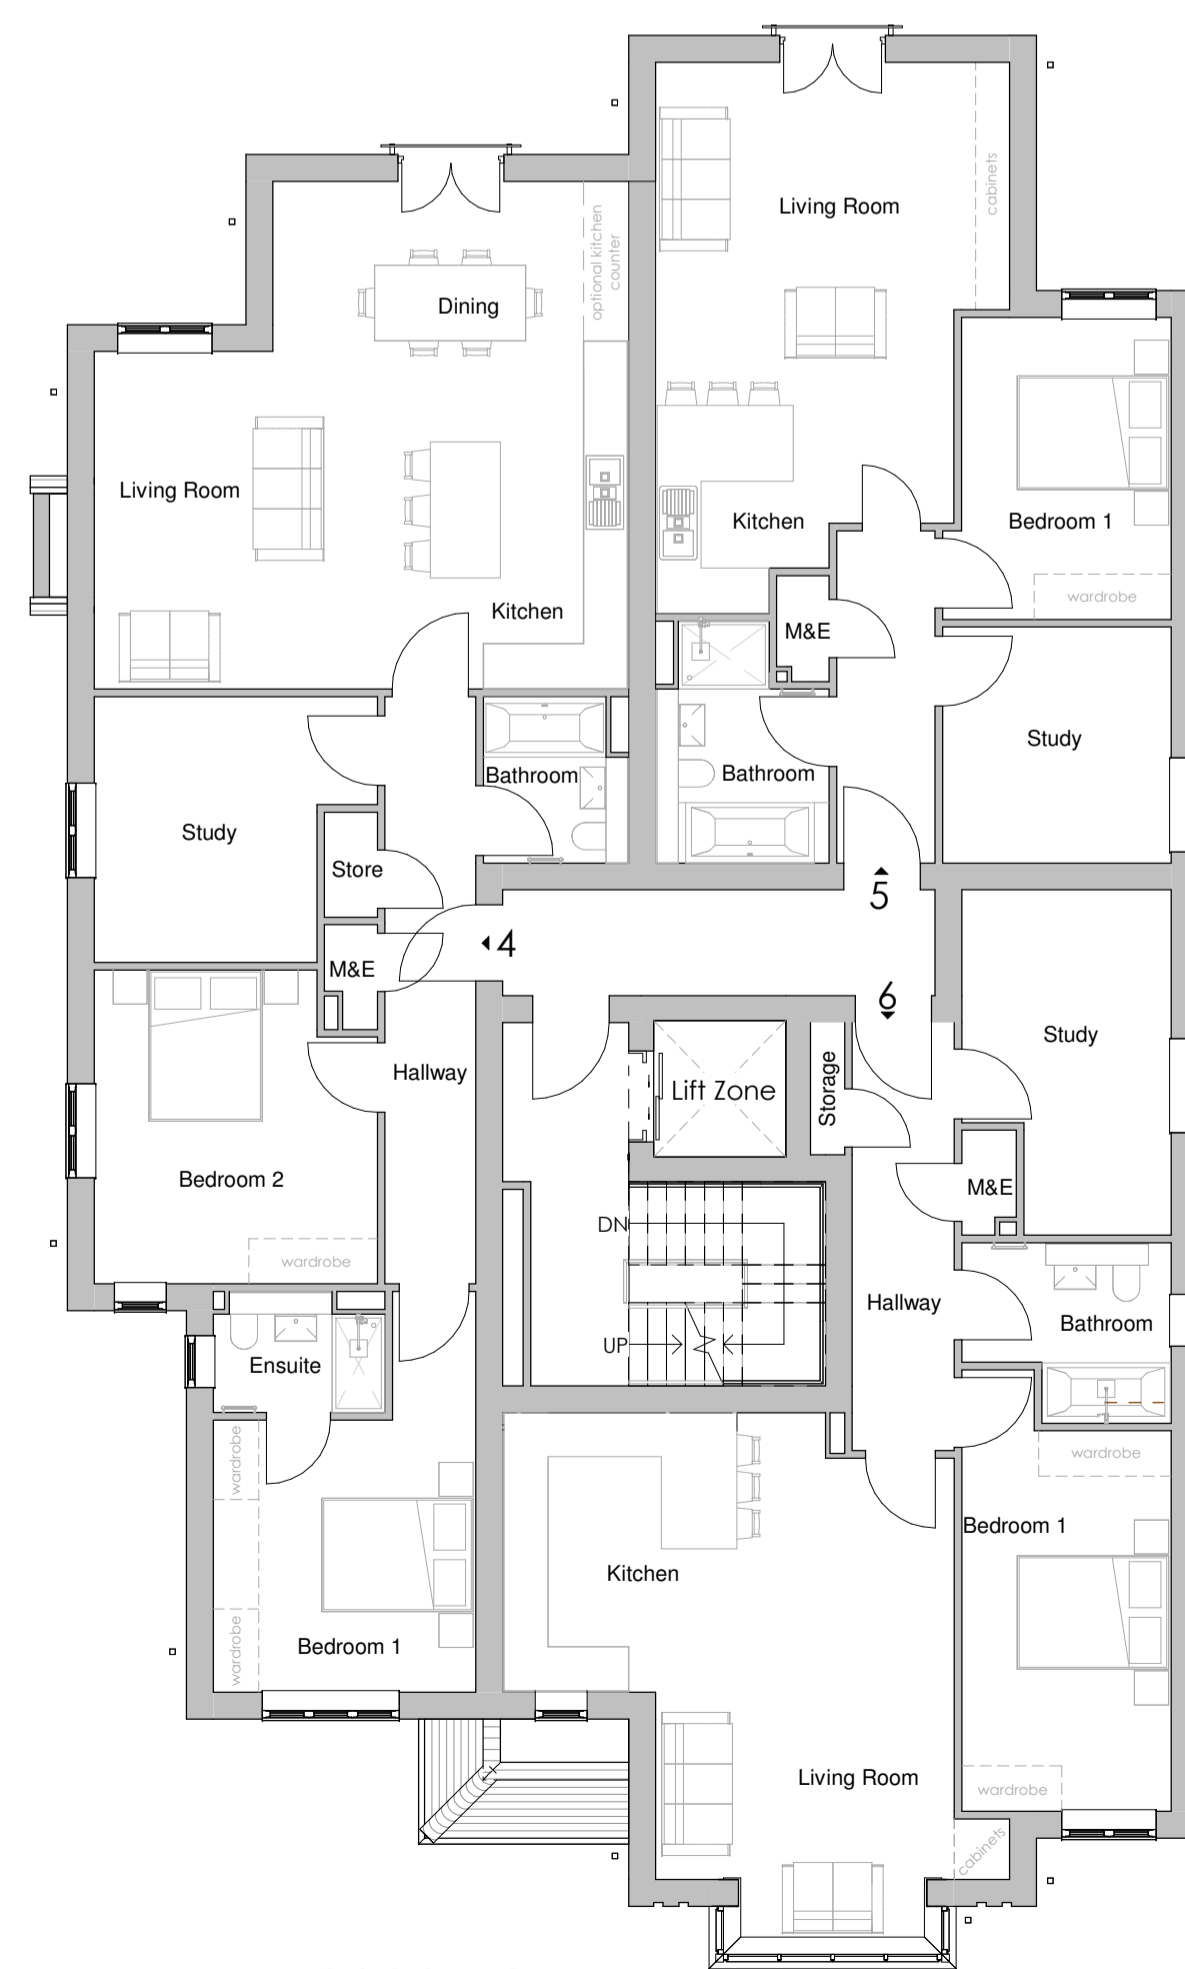 Living Room
cabinets
optional kitchen
counter
Dining
Living Room
Kitchen
Bedroom 1
wardrobe
Kitchen
M&E
Study
Bathroom
Bathroom
Study
Store
5
4
M&E
6
Study
Hallway
Lift Zone
Storage
Bedroom 2
M&E
DN
wardrobe
Hallway
Bathroom
UP
Ensuite
wardrobe
wardrobe
Bedroom 1
Kitchen
wardrobe
Bedroom 1
Living Room
wardrobe
cabinets